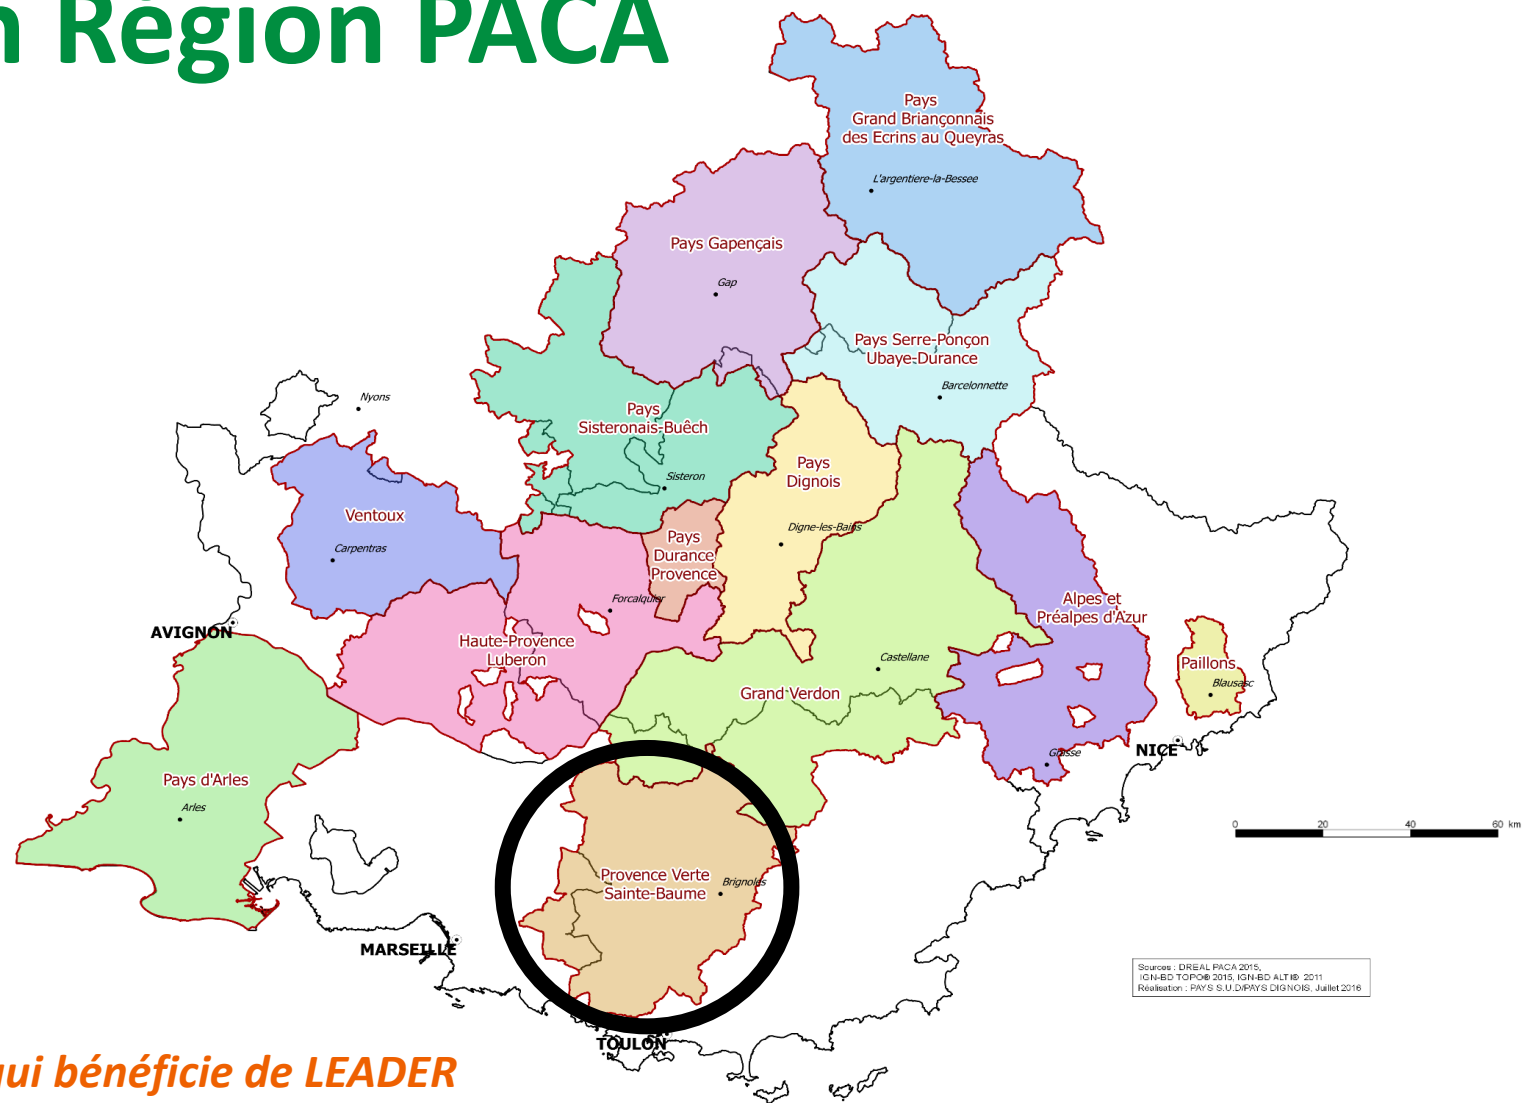 n Région PACA
Pays
Grand Briançonnais
des Ecrins au Queyras
L'argentiere-la-Bessee
Pays Gapençais
Gap
Pays Serre-Ponçon
Ubaye-Durance
Barcelonnette
Nyons
Pays
Sisteronais-Buêch
Sisteron
Pays
Dignois
Ventoux
Carpentras
Digne-les-Bains
Pays
Durance
Provence
Forcalquier
Alpes et
Préalpes d'Azur
AVIGNON
Haute-Provence
Luberon
Castellane
Paillons
Blausasc
Grand Verdon
Grasse
NICE
Pays d'Arles
Arles
0 20 40 60 km
Provence Verte
Sainte-Baume
Brignoles
MARSEILLE
Sources : DREAL PACA 2015,
IGN-BD TOPO® 2015, IGN-BD ALTI® 2011
Réalisation : PAYS S.U.D/PAYS DIGNOIS, Juillet 2016
TOULON
qui bénéficie de LEADER